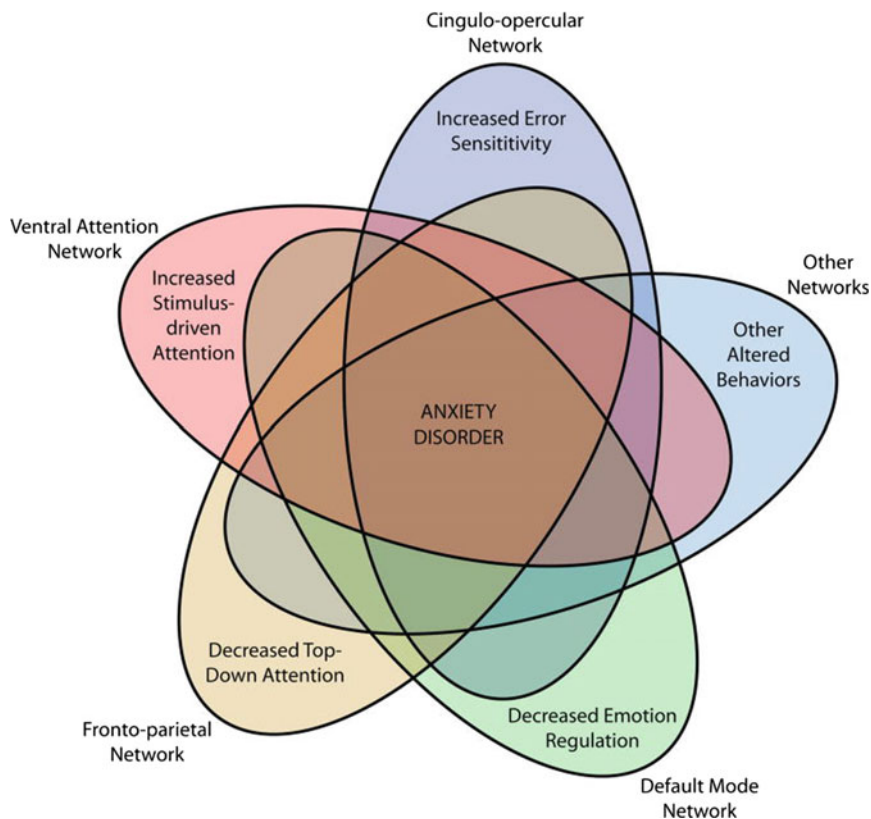 Cingulo-opercular
Network
Increased Error
Sensititivity
Ventral Attention
Network
Increased
Stimulus-
driven
Attention
Other
Networks
Other
Altered
Behaviors
ANXIETY
DISORDER
Decreased Top-
Down Attention
Fronto-parietal
Network
Decreased Emotion
Regulation
Default Mode
Network